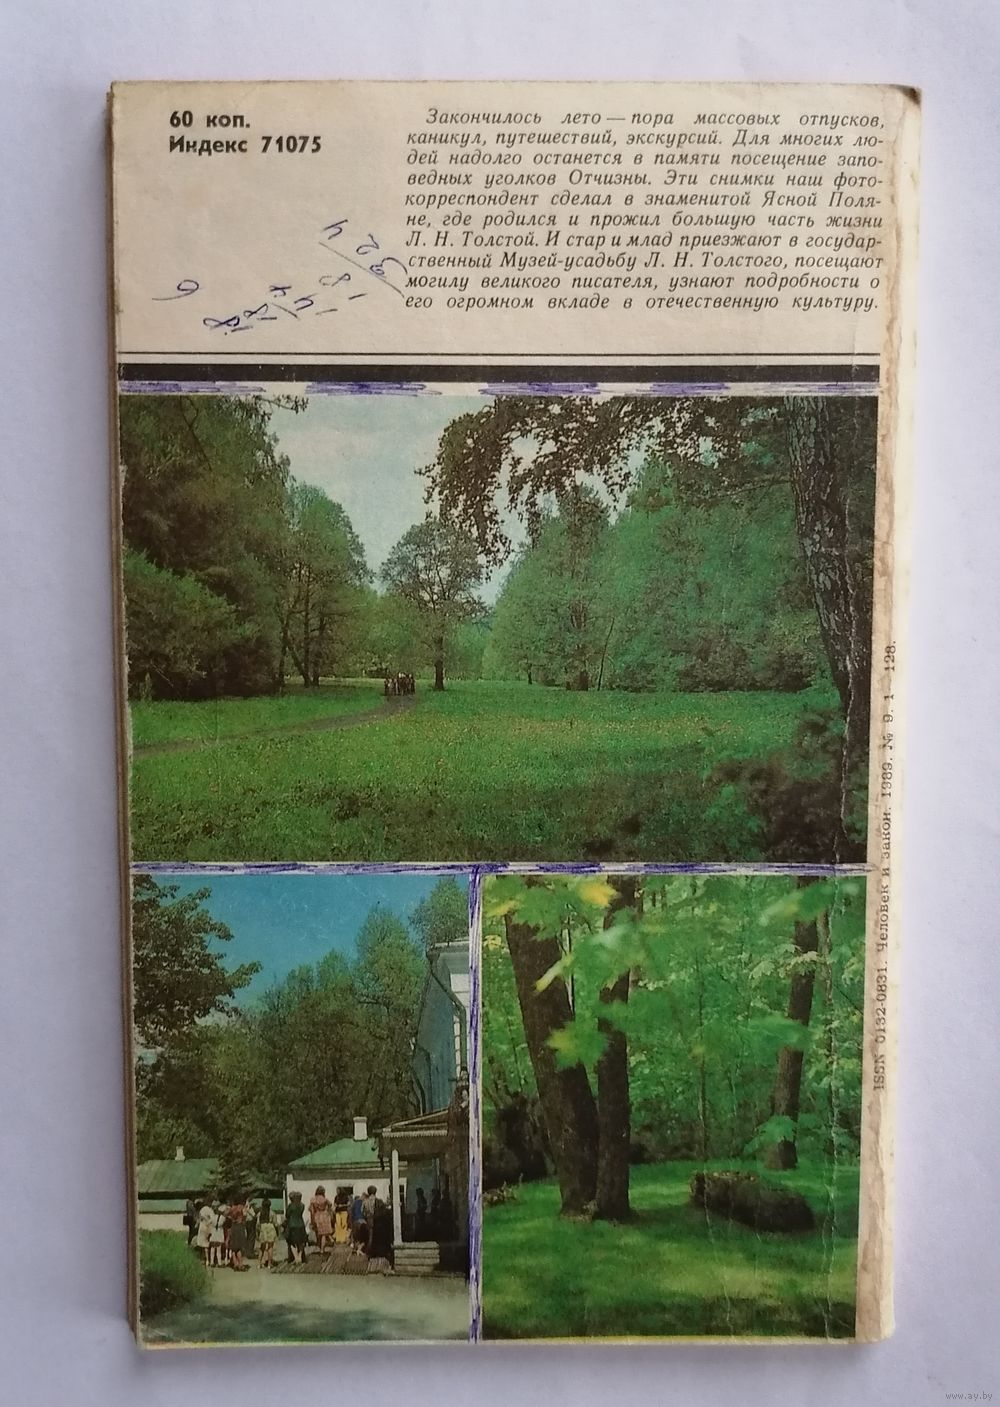 60 коп.
Индекс 71075
Закончилось лето — пора массовых отпусков,
каникул, путешествий, экскурсий. Для многих лю-
дей надолго останется в памяти посещение запо-
ведных уголков Отчизны. Эти снимки наш фото-
корреспондент сделал в знаменитой Ясной Поля-
не, где родился и прожил большую часть жизни
Л. Н. Толстой. И стар и млад приезжают в государ-
ственный Музей-усадьбу Л. Н. Толстого, посещают
могилу великого писателя, узнают подробности о
его огромном вкладе в отечественную культуру.
ISSN 0132-0831. Человек и закон. 1989. № 9. 1 128.
www.ay.by